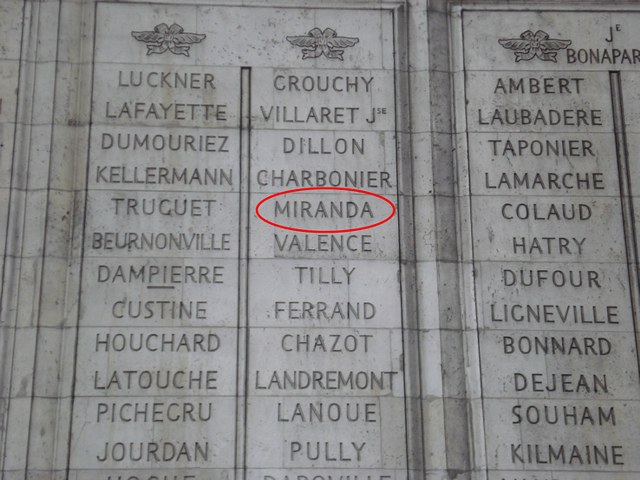 LUCKNER
LAFAYETTE
DUMOURIEZ
KELLERMANN
TRUGUET
BEURNONVILLE
DAMPIERRE
CUSTINE
HOUCHARD
LATOUCHE
PICHEGRU
JOURDAN
HOCHE
GROUCHY
VILLARET Jse
DILLON
CHARBONIER
MIRANDA
VALENCE
TILLY
FERRAND
CHAZOT
LANDREMONT
LANOUE
PULLY
JE
BONAPAR
AMBERT
LAUBADERE
TAPONIER
LAMARCHE
COLAUD
HATRY
DUFOUR
LIGNEVILLE
BONNARD
DEJEAN
SOUHAM
KILMAINE